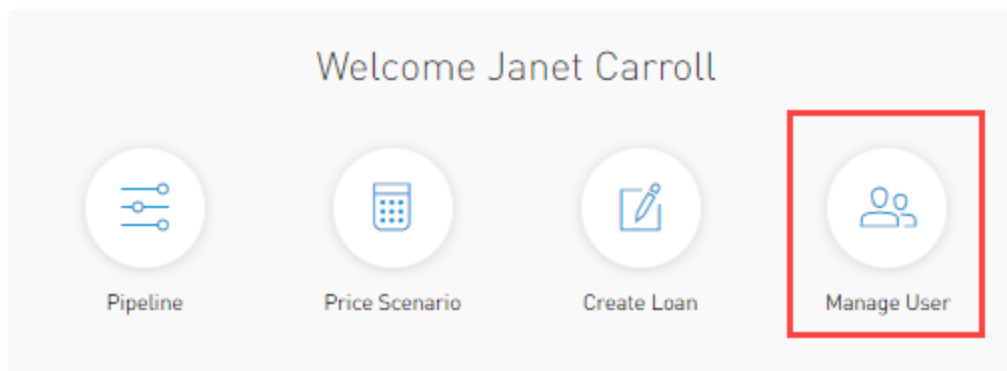 Welcome Janet Carroll
Pipeline
Price Scenario
Create Loan
Manage User